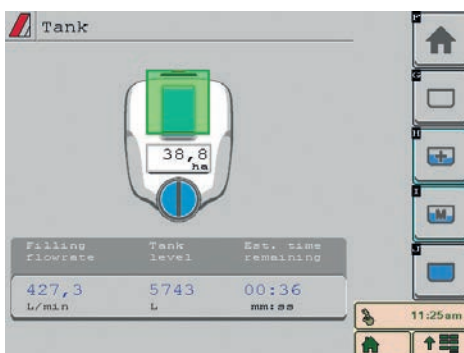 Tank
38,8
ha
Filling flowrate
Tank level
Est. time remaining
427,3
L/min
5743
L
00:36
mm:ss
F
G
H
I
M
J
11:25am